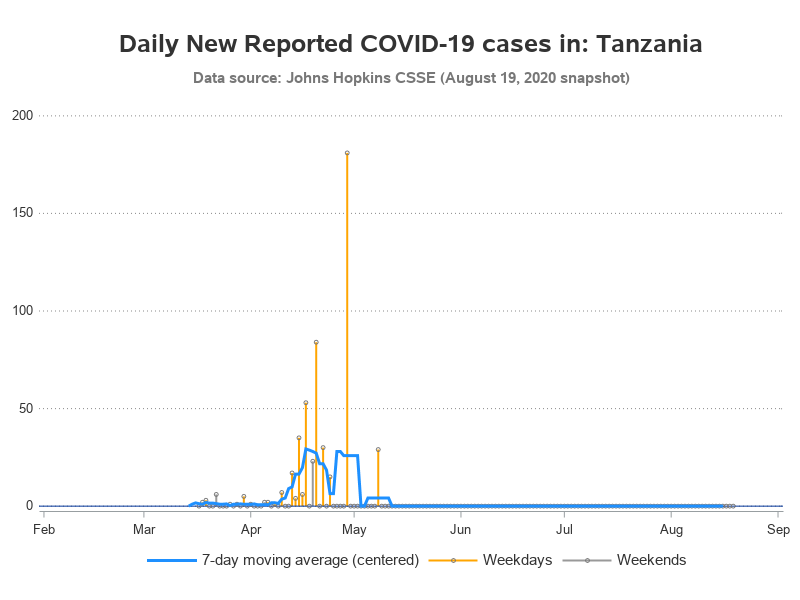 Daily New Reported COVID-19 cases in: Tanzania
Data source: Johns Hopkins CSSE (August 19, 2020 snapshot)
200
150
100
50
0
Feb Mar Apr May Jun Jul Aug Sep
7-day moving average (centered) Weekdays Weekends